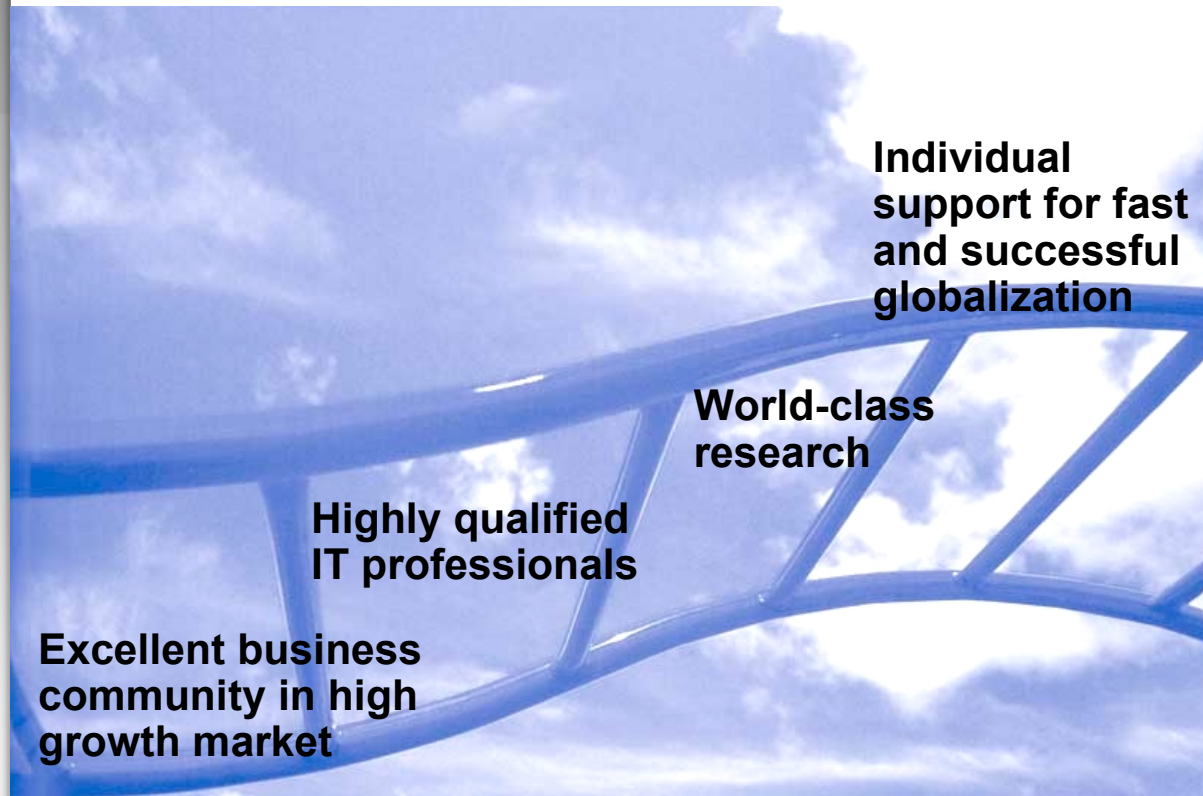 Individual
support for fast
and successful
globalization
World-class
research
Highly qualified
IT professionals
Excellent business
community in high
growth market